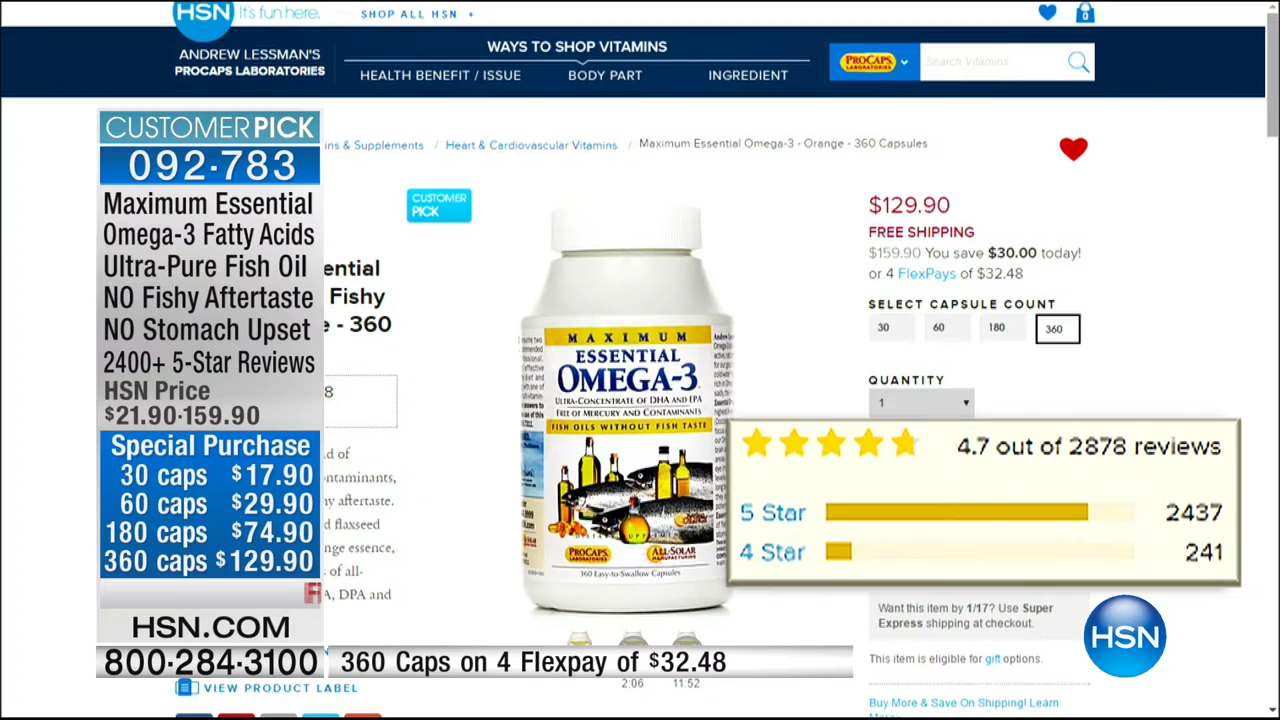 HSN it's fun here.
SHOP ALL HSN +
0
ANDREW LESSMAN'S
PROCAPS LABORATORIES
WAYS TO SHOP VITAMINS
HEALTH BENEFIT / ISSUE
BODY PART
INGREDIENT
PROCAPS
LABORATORIES
Search Vitamins
CUSTOMER PICK
092-783
Maximum Essential
Omega-3 Fatty Acids
Ultra-Pure Fish Oil
NO Fishy Aftertaste
NO Stomach Upset
2400+ 5-Star Reviews
HSN Price
$21.90-159.90
Special Purchase
30 caps $17.90
60 caps $29.90
180 caps $74.90
360 caps $129.90
HSN.COM
800-284-3100
360 Caps on 4 Flexpay of $32.48
ins & Supplements / Heart & Cardiovascular Vitamins / Maximum Essential Omega-3 - Orange - 360 Capsules
CUSTOMER
PICK
ential
Fishy
e - 360
8
d of
ntaminants,
hy aftertaste.
d flaxseed
nge essence,
s of all-
A, DPA and
VIEW PRODUCT LABEL
MAXIMUM
ESSENTIAL
OMEGA-3
ULTRA-CONCENTRATE OF DHA AND EPA
FREE OF MERCURY AND CONTAMINANTS
FISH OILS WITHOUT FISH TASTE
DIETARY SUPPLEMENT
PROCAPS
LABORATORIES
ALL-SOLAR
MANUFACTURING
360 Easy-to-Swallow Capsules
2:06
11:52
$129.90
FREE SHIPPING
$159.90 You save $30.00 today!
or 4 FlexPays of $32.48
SELECT CAPSULE COUNT
30
60
180
360
QUANTITY
1
4.7 out of 2878 reviews
5 Star 2437
4 Star 241
Want this item by 1/17? Use Super
Express shipping at checkout.
HSN
This item is eligible for gift options.
Buy More & Save On Shipping! Learn